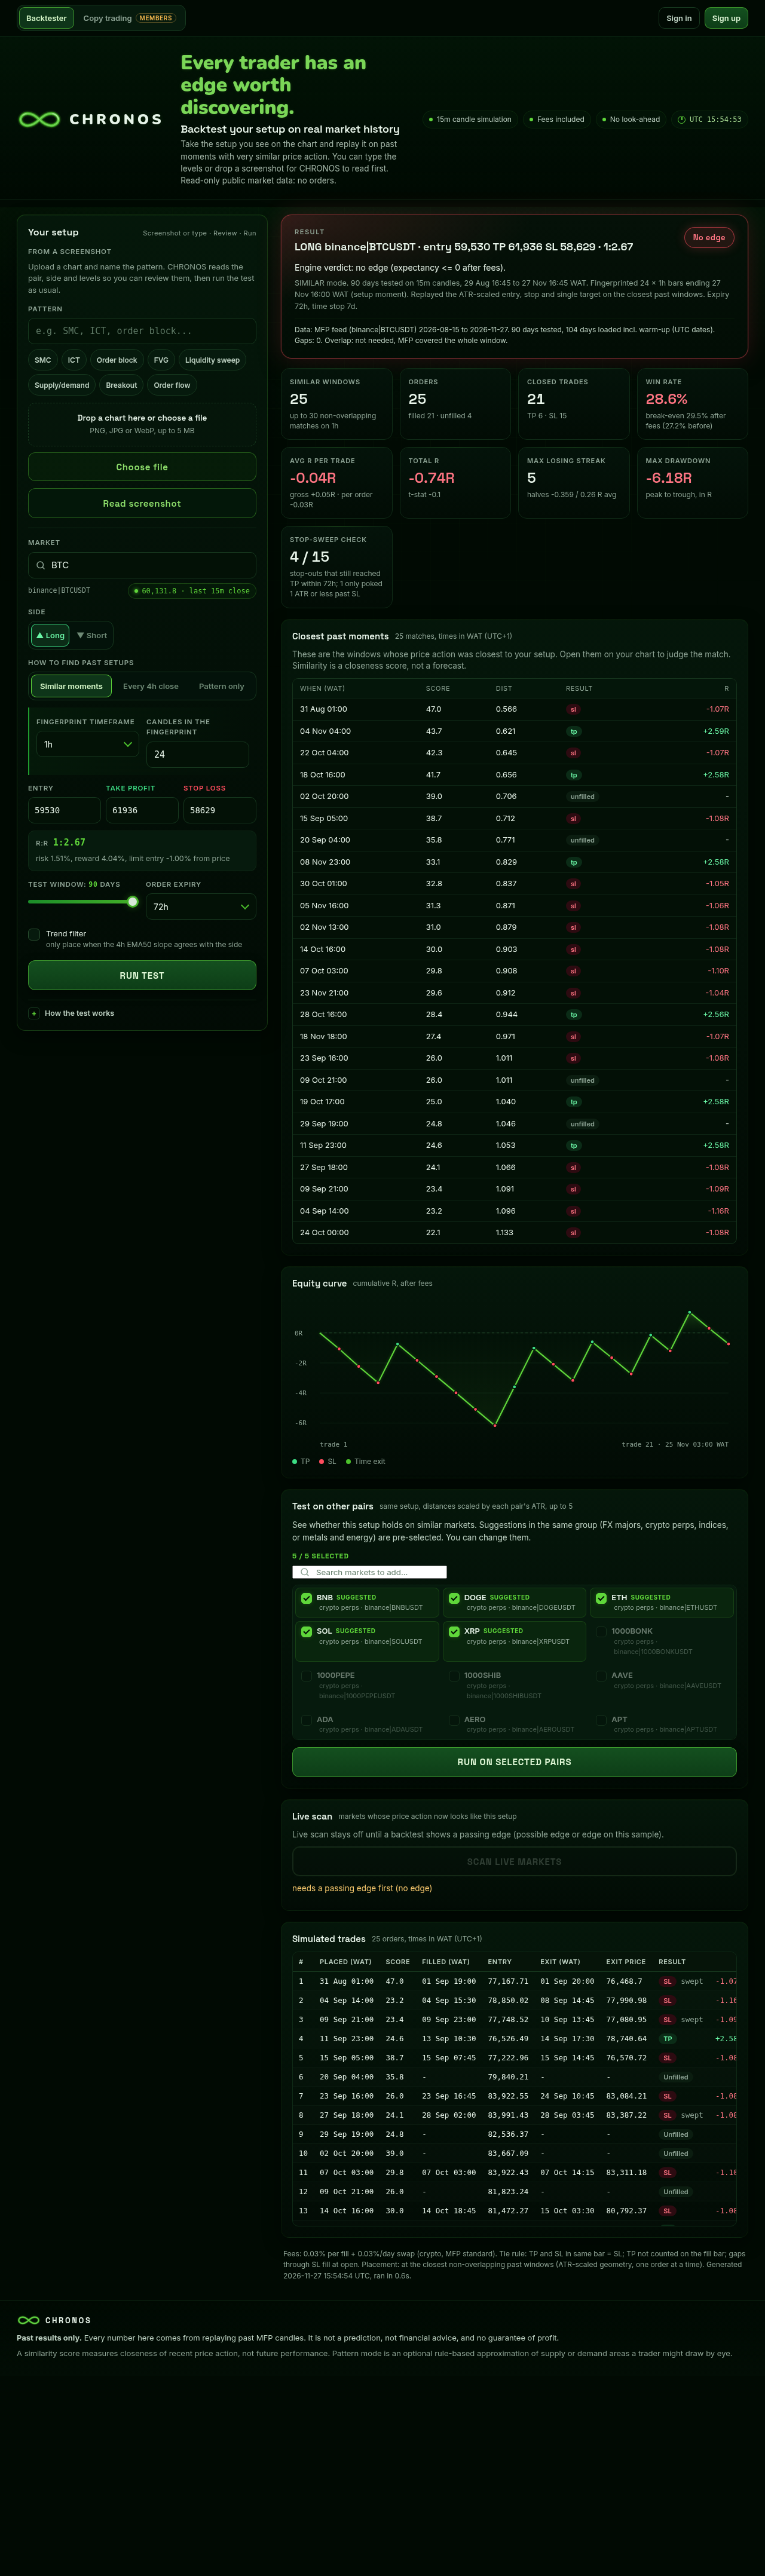 Backtester
Copy trading MEMBERS
Sign in
Sign up
CHRONOS
Every trader has an
edge worth
discovering.
Backtest your setup on real market history
Take the setup you see on the chart and replay it on past
moments with very similar price action. You can type the
levels or drop a screenshot for CHRONOS to read first.
Read-only public market data: no orders.
15m candle simulation
Fees included
No look-ahead
UTC 15:54:53
Your setup
Screenshot or type · Review · Run
FROM A SCREENSHOT
Upload a chart and name the pattern. CHRONOS reads the
pair, side and levels so you can review them, then run the test
as usual.
PATTERN
e.g. SMC, ICT, order block...
SMC
ICT
Order block
FVG
Liquidity sweep
Supply/demand
Breakout
Order flow
Drop a chart here or choose a file
PNG, JPG or WebP, up to 5 MB
Choose file
Read screenshot
MARKET
BTC
binance|BTCUSDT
60,131.8 · last 15m close
SIDE
▲ Long
▼ Short
HOW TO FIND PAST SETUPS
Similar moments
Every 4h close
Pattern only
FINGERPRINT TIMEFRAME
1h
CANDLES IN THE
FINGERPRINT
24
ENTRY
TAKE PROFIT
STOP LOSS
59530
61936
58629
R:R 1:2.67
risk 1.51%, reward 4.04%, limit entry -1.00% from price
TEST WINDOW: 90 DAYS
ORDER EXPIRY
72h
Trend filter
only place when the 4h EMA50 slope agrees with the side
RUN TEST
+ How the test works
RESULT
LONG binance|BTCUSDT · entry 59,530 TP 61,936 SL 58,629 · 1:2.67
No edge
Engine verdict: no edge (expectancy <= 0 after fees).
SIMILAR mode. 90 days tested on 15m candles, 29 Aug 16:45 to 27 Nov 16:45 WAT. Fingerprinted 24 × 1h bars ending 27
Nov 16:00 WAT (setup moment). Replayed the ATR-scaled entry, stop and single target on the closest past windows. Expiry
72h, time stop 7d.
Data: MFP feed (binance|BTCUSDT) 2026-08-15 to 2026-11-27. 90 days tested, 104 days loaded incl. warm-up (UTC dates).
Gaps: 0. Overlap: not needed, MFP covered the whole window.
SIMILAR WINDOWS
25
up to 30 non-overlapping
matches on 1h
ORDERS
25
filled 21 · unfilled 4
CLOSED TRADES
21
TP 6 · SL 15
WIN RATE
28.6%
break-even 29.5% after
fees (27.2% before)
AVG R PER TRADE
-0.04R
gross +0.05R · per order
-0.03R
TOTAL R
-0.74R
t-stat -0.1
MAX LOSING STREAK
5
halves -0.359 / 0.26 R avg
MAX DRAWDOWN
-6.18R
peak to trough, in R
STOP-SWEEP CHECK
4 / 15
stop-outs that still reached
TP within 72h; 1 only poked
1 ATR or less past SL
Closest past moments 25 matches, times in WAT (UTC+1)
These are the windows whose price action was closest to your setup. Open them on your chart to judge the match.
Similarity is a closeness score, not a forecast.
WHEN (WAT) SCORE DIST RESULT R
31 Aug 01:00 47.0 0.566 sl -1.07R
04 Nov 04:00 43.7 0.621 tp +2.59R
22 Oct 04:00 42.3 0.645 sl -1.07R
18 Oct 16:00 41.7 0.656 tp +2.58R
02 Oct 20:00 39.0 0.706 unfilled -
15 Sep 05:00 38.7 0.712 sl -1.08R
20 Sep 04:00 35.8 0.771 unfilled -
08 Nov 23:00 33.1 0.829 tp +2.58R
30 Oct 01:00 32.8 0.837 sl -1.05R
05 Nov 16:00 31.3 0.871 sl -1.06R
02 Nov 13:00 31.0 0.879 sl -1.08R
14 Oct 16:00 30.0 0.903 sl -1.08R
07 Oct 03:00 29.8 0.908 sl -1.10R
23 Nov 21:00 29.6 0.912 sl -1.04R
28 Oct 16:00 28.4 0.944 tp +2.56R
18 Nov 18:00 27.4 0.971 sl -1.07R
23 Sep 16:00 26.0 1.011 sl -1.08R
09 Oct 21:00 26.0 1.011 unfilled -
19 Oct 17:00 25.0 1.040 tp +2.58R
29 Sep 19:00 24.8 1.046 unfilled -
11 Sep 23:00 24.6 1.053 tp +2.58R
27 Sep 18:00 24.1 1.066 sl -1.08R
09 Sep 21:00 23.4 1.091 sl -1.09R
04 Sep 14:00 23.2 1.096 sl -1.16R
24 Oct 00:00 22.1 1.133 sl -1.08R
Equity curve cumulative R, after fees
0R
-2R
-4R
-6R
trade 1
trade 21 · 25 Nov 03:00 WAT
TP
SL
Time exit
Test on other pairs same setup, distances scaled by each pair's ATR, up to 5
See whether this setup holds on similar markets. Suggestions in the same group (FX majors, crypto perps, indices,
or metals and energy) are pre-selected. You can change them.
5 / 5 SELECTED
Search markets to add...
BNB SUGGESTED
crypto perps · binance|BNBUSDT
DOGE SUGGESTED
crypto perps · binance|DOGEUSDT
ETH SUGGESTED
crypto perps · binance|ETHUSDT
SOL SUGGESTED
crypto perps · binance|SOLUSDT
XRP SUGGESTED
crypto perps · binance|XRPUSDT
1000BONK
crypto perps ·
binance|1000BONKUSDT
1000PEPE
crypto perps ·
binance|1000PEPEUSDT
1000SHIB
crypto perps ·
binance|1000SHIBUSDT
AAVE
crypto perps · binance|AAVEUSDT
ADA
crypto perps · binance|ADAUSDT
AERO
crypto perps · binance|AEROUSDT
APT
crypto perps · binance|APTUSDT
RUN ON SELECTED PAIRS
Live scan markets whose price action now looks like this setup
Live scan stays off until a backtest shows a passing edge (possible edge or edge on this sample).
SCAN LIVE MARKETS
needs a passing edge first (no edge)
Simulated trades 25 orders, times in WAT (UTC+1)
# PLACED (WAT) SCORE FILLED (WAT) ENTRY EXIT (WAT) EXIT PRICE RESULT
1 31 Aug 01:00 47.0 01 Sep 19:00 77,167.71 01 Sep 20:00 76,468.7 SL swept -1.07
2 04 Sep 14:00 23.2 04 Sep 15:30 78,850.02 08 Sep 14:45 77,990.98 SL -1.16
3 09 Sep 21:00 23.4 09 Sep 23:00 77,748.52 10 Sep 13:45 77,080.95 SL swept -1.09
4 11 Sep 23:00 24.6 13 Sep 10:30 76,526.49 14 Sep 17:30 78,740.64 TP +2.58
5 15 Sep 05:00 38.7 15 Sep 07:45 77,222.96 15 Sep 14:45 76,570.72 SL -1.08
6 20 Sep 04:00 35.8 - 79,840.21 - - Unfilled
7 23 Sep 16:00 26.0 23 Sep 16:45 83,922.55 24 Sep 10:45 83,084.21 SL -1.08
8 27 Sep 18:00 24.1 28 Sep 02:00 83,991.43 28 Sep 03:45 83,387.22 SL swept -1.08
9 29 Sep 19:00 24.8 - 82,536.37 - - Unfilled
10 02 Oct 20:00 39.0 - 83,667.09 - - Unfilled
11 07 Oct 03:00 29.8 07 Oct 03:00 83,922.43 07 Oct 14:15 83,311.18 SL -1.10
12 09 Oct 21:00 26.0 - 81,823.24 - - Unfilled
13 14 Oct 16:00 30.0 14 Oct 18:45 81,472.27 15 Oct 03:30 80,792.37 SL -1.08
Fees: 0.03% per fill + 0.03%/day swap (crypto, MFP standard). Tie rule: TP and SL in same bar = SL; TP not counted on the fill bar; gaps
through SL fill at open. Placement: at the closest non-overlapping past windows (ATR-scaled geometry, one order at a time). Generated
2026-11-27 15:54:54 UTC, ran in 0.6s.
CHRONOS
Past results only. Every number here comes from replaying past MFP candles. It is not a prediction, not financial advice, and no guarantee of profit.
A similarity score measures closeness of recent price action, not future performance. Pattern mode is an optional rule-based approximation of supply or demand areas a trader might draw by eye.